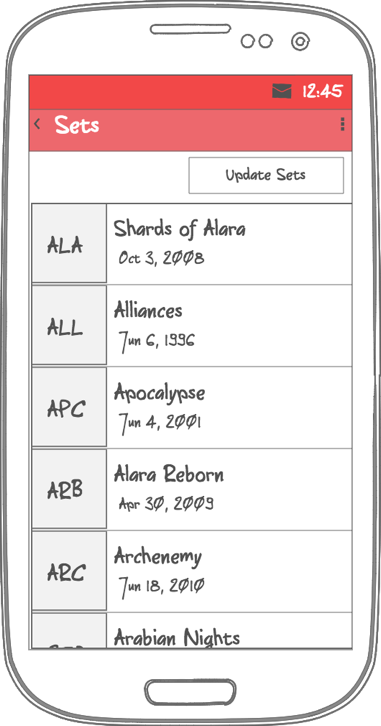 12:45
Sets
Update Sets
ALA
Shards of Alara
Oct 3, 2008
ALL
Alliances
Jun 6, 1996
APC
Apocalypse
Jun 4, 2001
ARB
Alara Reborn
Apr 30, 2009
ARC
Archenemy
Jun 18, 2010
Arabian Nights